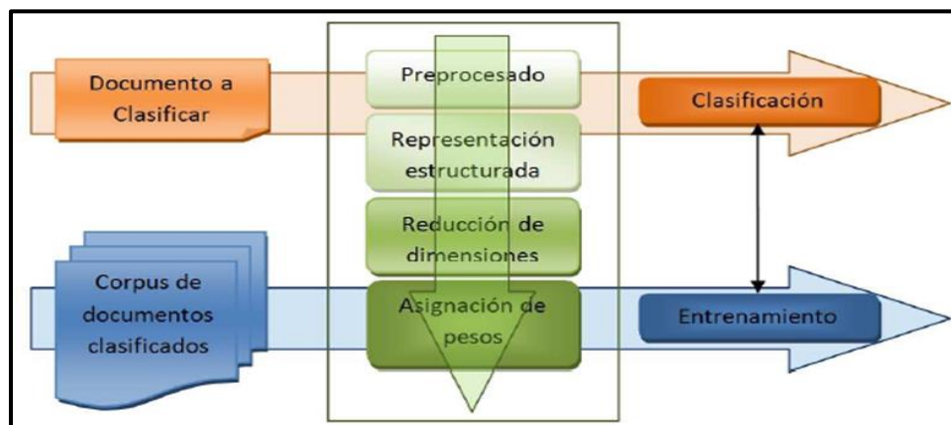 Documento a
Clasificar
Preprocesado
Representación
estructurada
Reducción de
dimensiones
Asignación de
pesos
Clasificación
Corpus de
documentos
clasificados
Entrenamiento